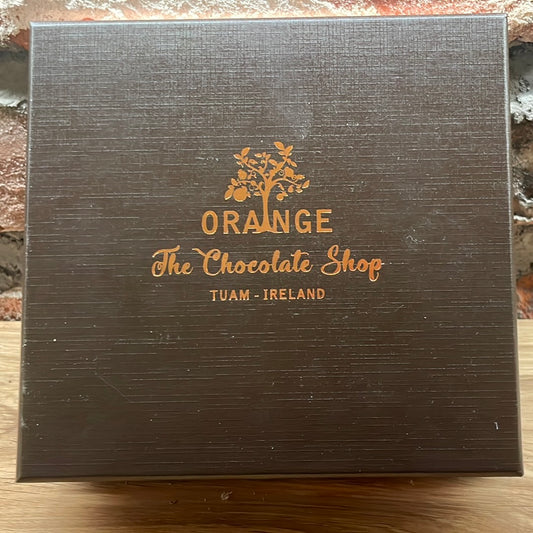 ORANGE
The Chocolate Shop
TUAM - IRELAND